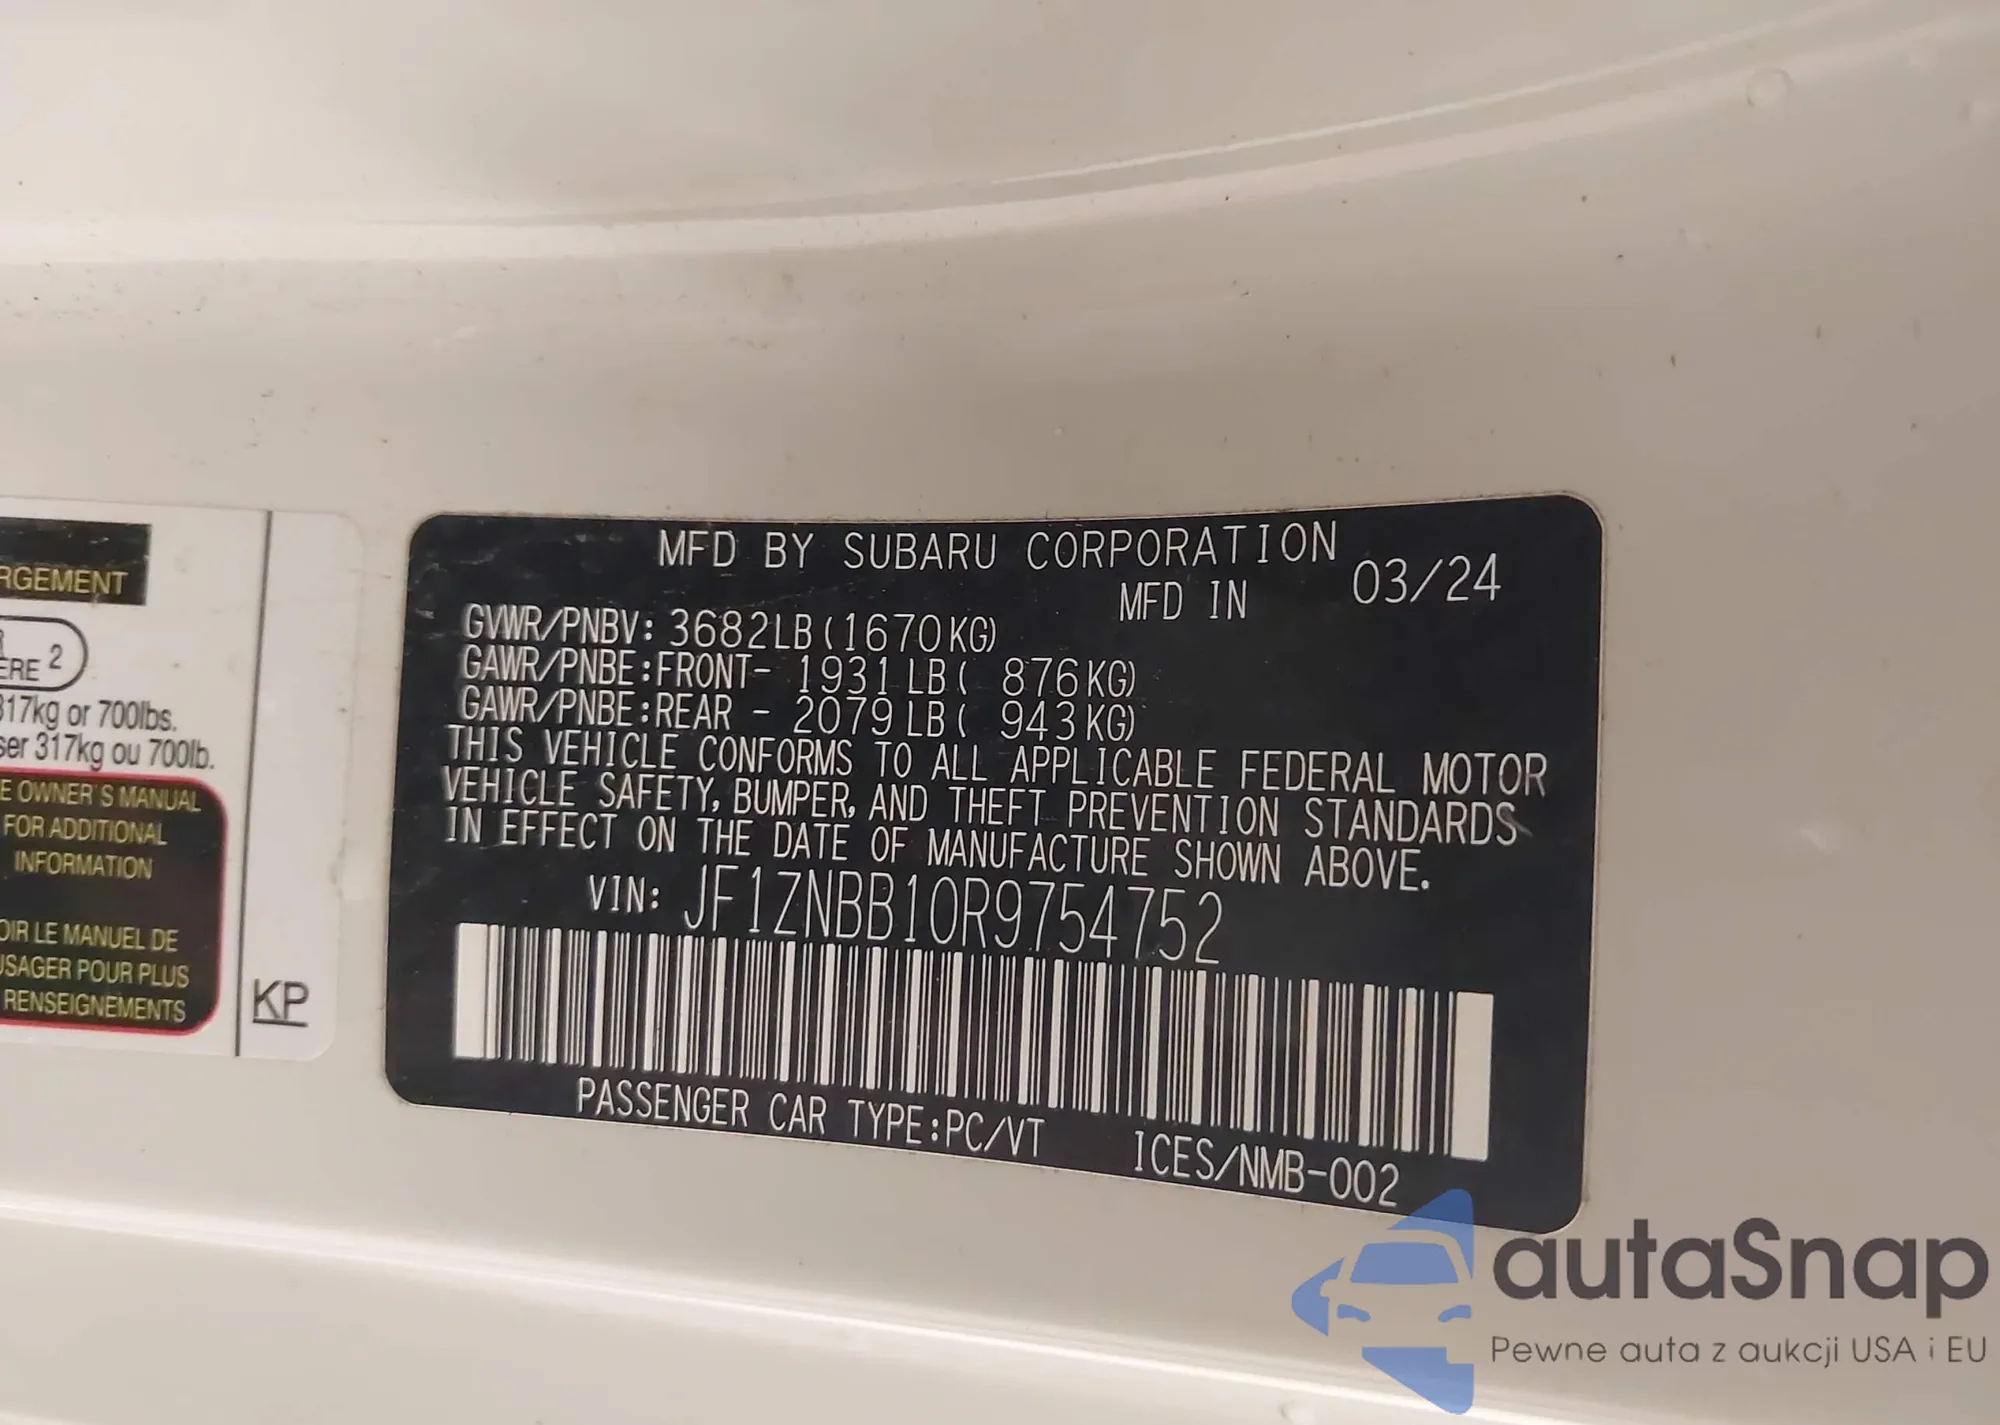 MFD BY SUBARU CORPORATION
MFD IN 03/24
GVWR/PNBV: 3682LB(1670KG)
GAWR/PNBE:FRONT- 1931LB( 876KG)
GAWR/PNBE:REAR - 2079LB( 943KG)
THIS VEHICLE CONFORMS TO ALL APPLICABLE FEDERAL MOTOR
VEHICLE SAFETY, BUMPER, AND THEFT PREVENTION STANDARDS
IN EFFECT ON THE DATE OF MANUFACTURE SHOWN ABOVE.
VIN: JF1ZNBB10R9754752
PASSENGER CAR TYPE:PC/VT ICES/NMB-002
RGEMENT
ERE 2
317kg or 700lbs.
ser 317kg ou 700lb.
E OWNER'S MANUAL
FOR ADDITIONAL
INFORMATION
OIR LE MANUEL DE
USAGER POUR PLUS
RENSEIGNEMENTS
KP
autaSnap
Pewne auta z aukcji USA i EU